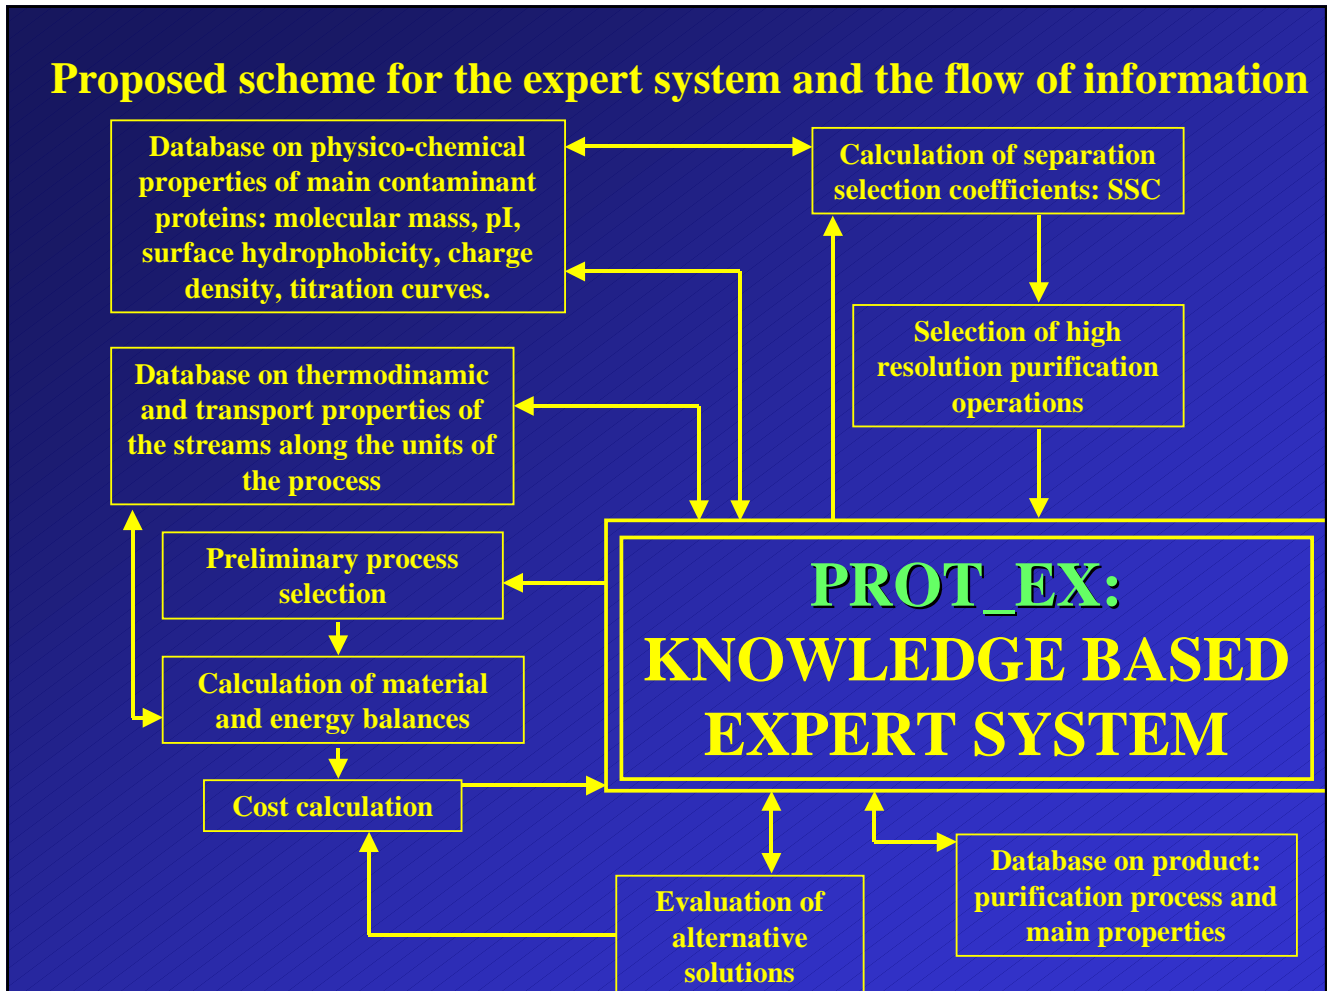 Proposed scheme for the expert system and the flow of information
Database on physico-chemical
properties of main contaminant
proteins: molecular mass, pI,
surface hydrophobicity, charge
density, titration curves.
Calculation of separation
selection coefficients: SSC
Selection of high
resolution purification
operations
Database on thermodinamic
and transport properties of
the streams along the units of
the process
Preliminary process
selection
Calculation of material
and energy balances
Cost calculation
PROT_EX:
KNOWLEDGE BASED
EXPERT SYSTEM
Evaluation of
alternative
solutions
Database on product:
purification process and
main properties